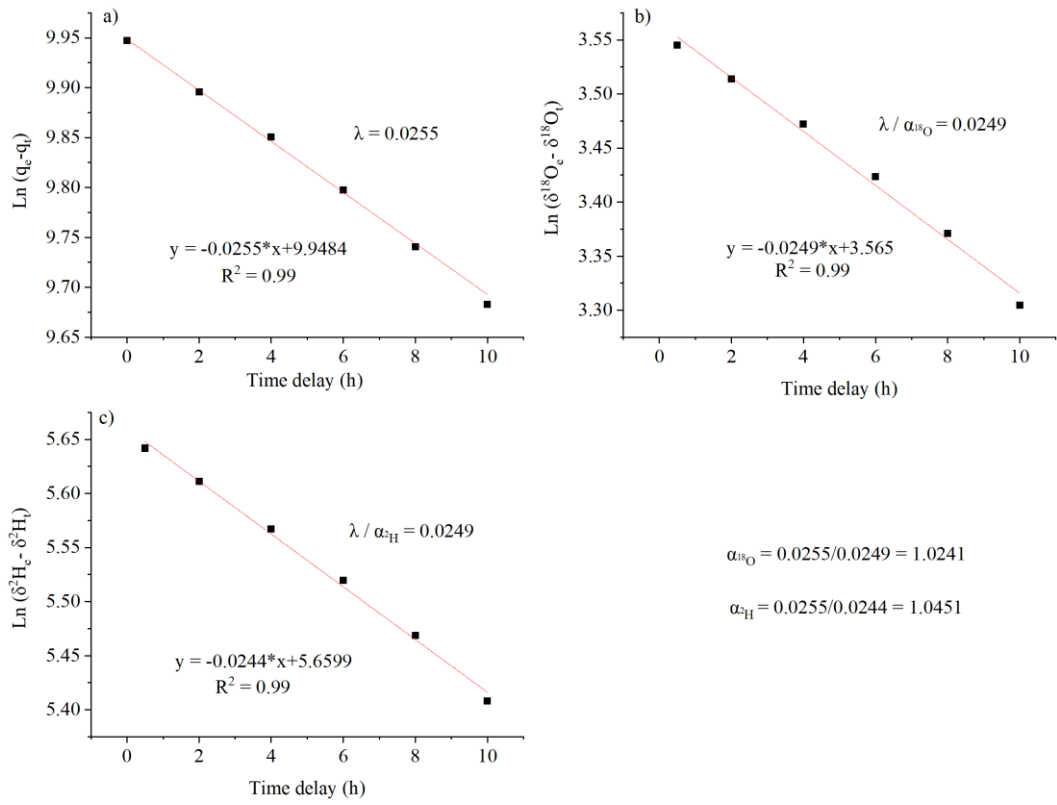 a)
Ln (qₑ-qₜ)
9.95
9.90
9.85
9.80
9.75
9.70
9.65
λ = 0.0255
y = -0.0255*x+9.9484
R² = 0.99
0 2 4 6 8 10
Time delay (h)
b)
Ln (δ¹⁸Oₑ- δ¹⁸Oₜ)
3.55
3.50
3.45
3.40
3.35
3.30
λ / α₁₈O = 0.0249
y = -0.0249*x+3.565
R² = 0.99
0 2 4 6 8 10
Time delay (h)
c)
Ln (δ²Hₑ- δ²Hₜ)
5.65
5.60
5.55
5.50
5.45
5.40
λ / α²H = 0.0249
y = -0.0244*x+5.6599
R² = 0.99
0 2 4 6 8 10
Time delay (h)
α₁₈O = 0.0255/0.0249 = 1.0241
α²H = 0.0255/0.0244 = 1.0451